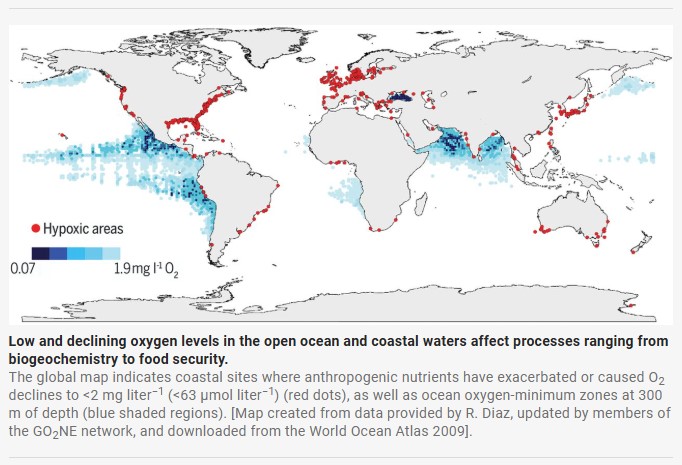 Hypoxic areas
0.07 1.9mg l⁻¹ O₂
Low and declining oxygen levels in the open ocean and coastal waters affect processes ranging from
biogeochemistry to food security.
The global map indicates coastal sites where anthropogenic nutrients have exacerbated or caused O₂
declines to <2 mg liter⁻¹ (<63 μmol liter⁻¹) (red dots), as well as ocean oxygen-minimum zones at 300
m of depth (blue shaded regions). [Map created from data provided by R. Diaz, updated by members of
the GO₂NE network, and downloaded from the World Ocean Atlas 2009].